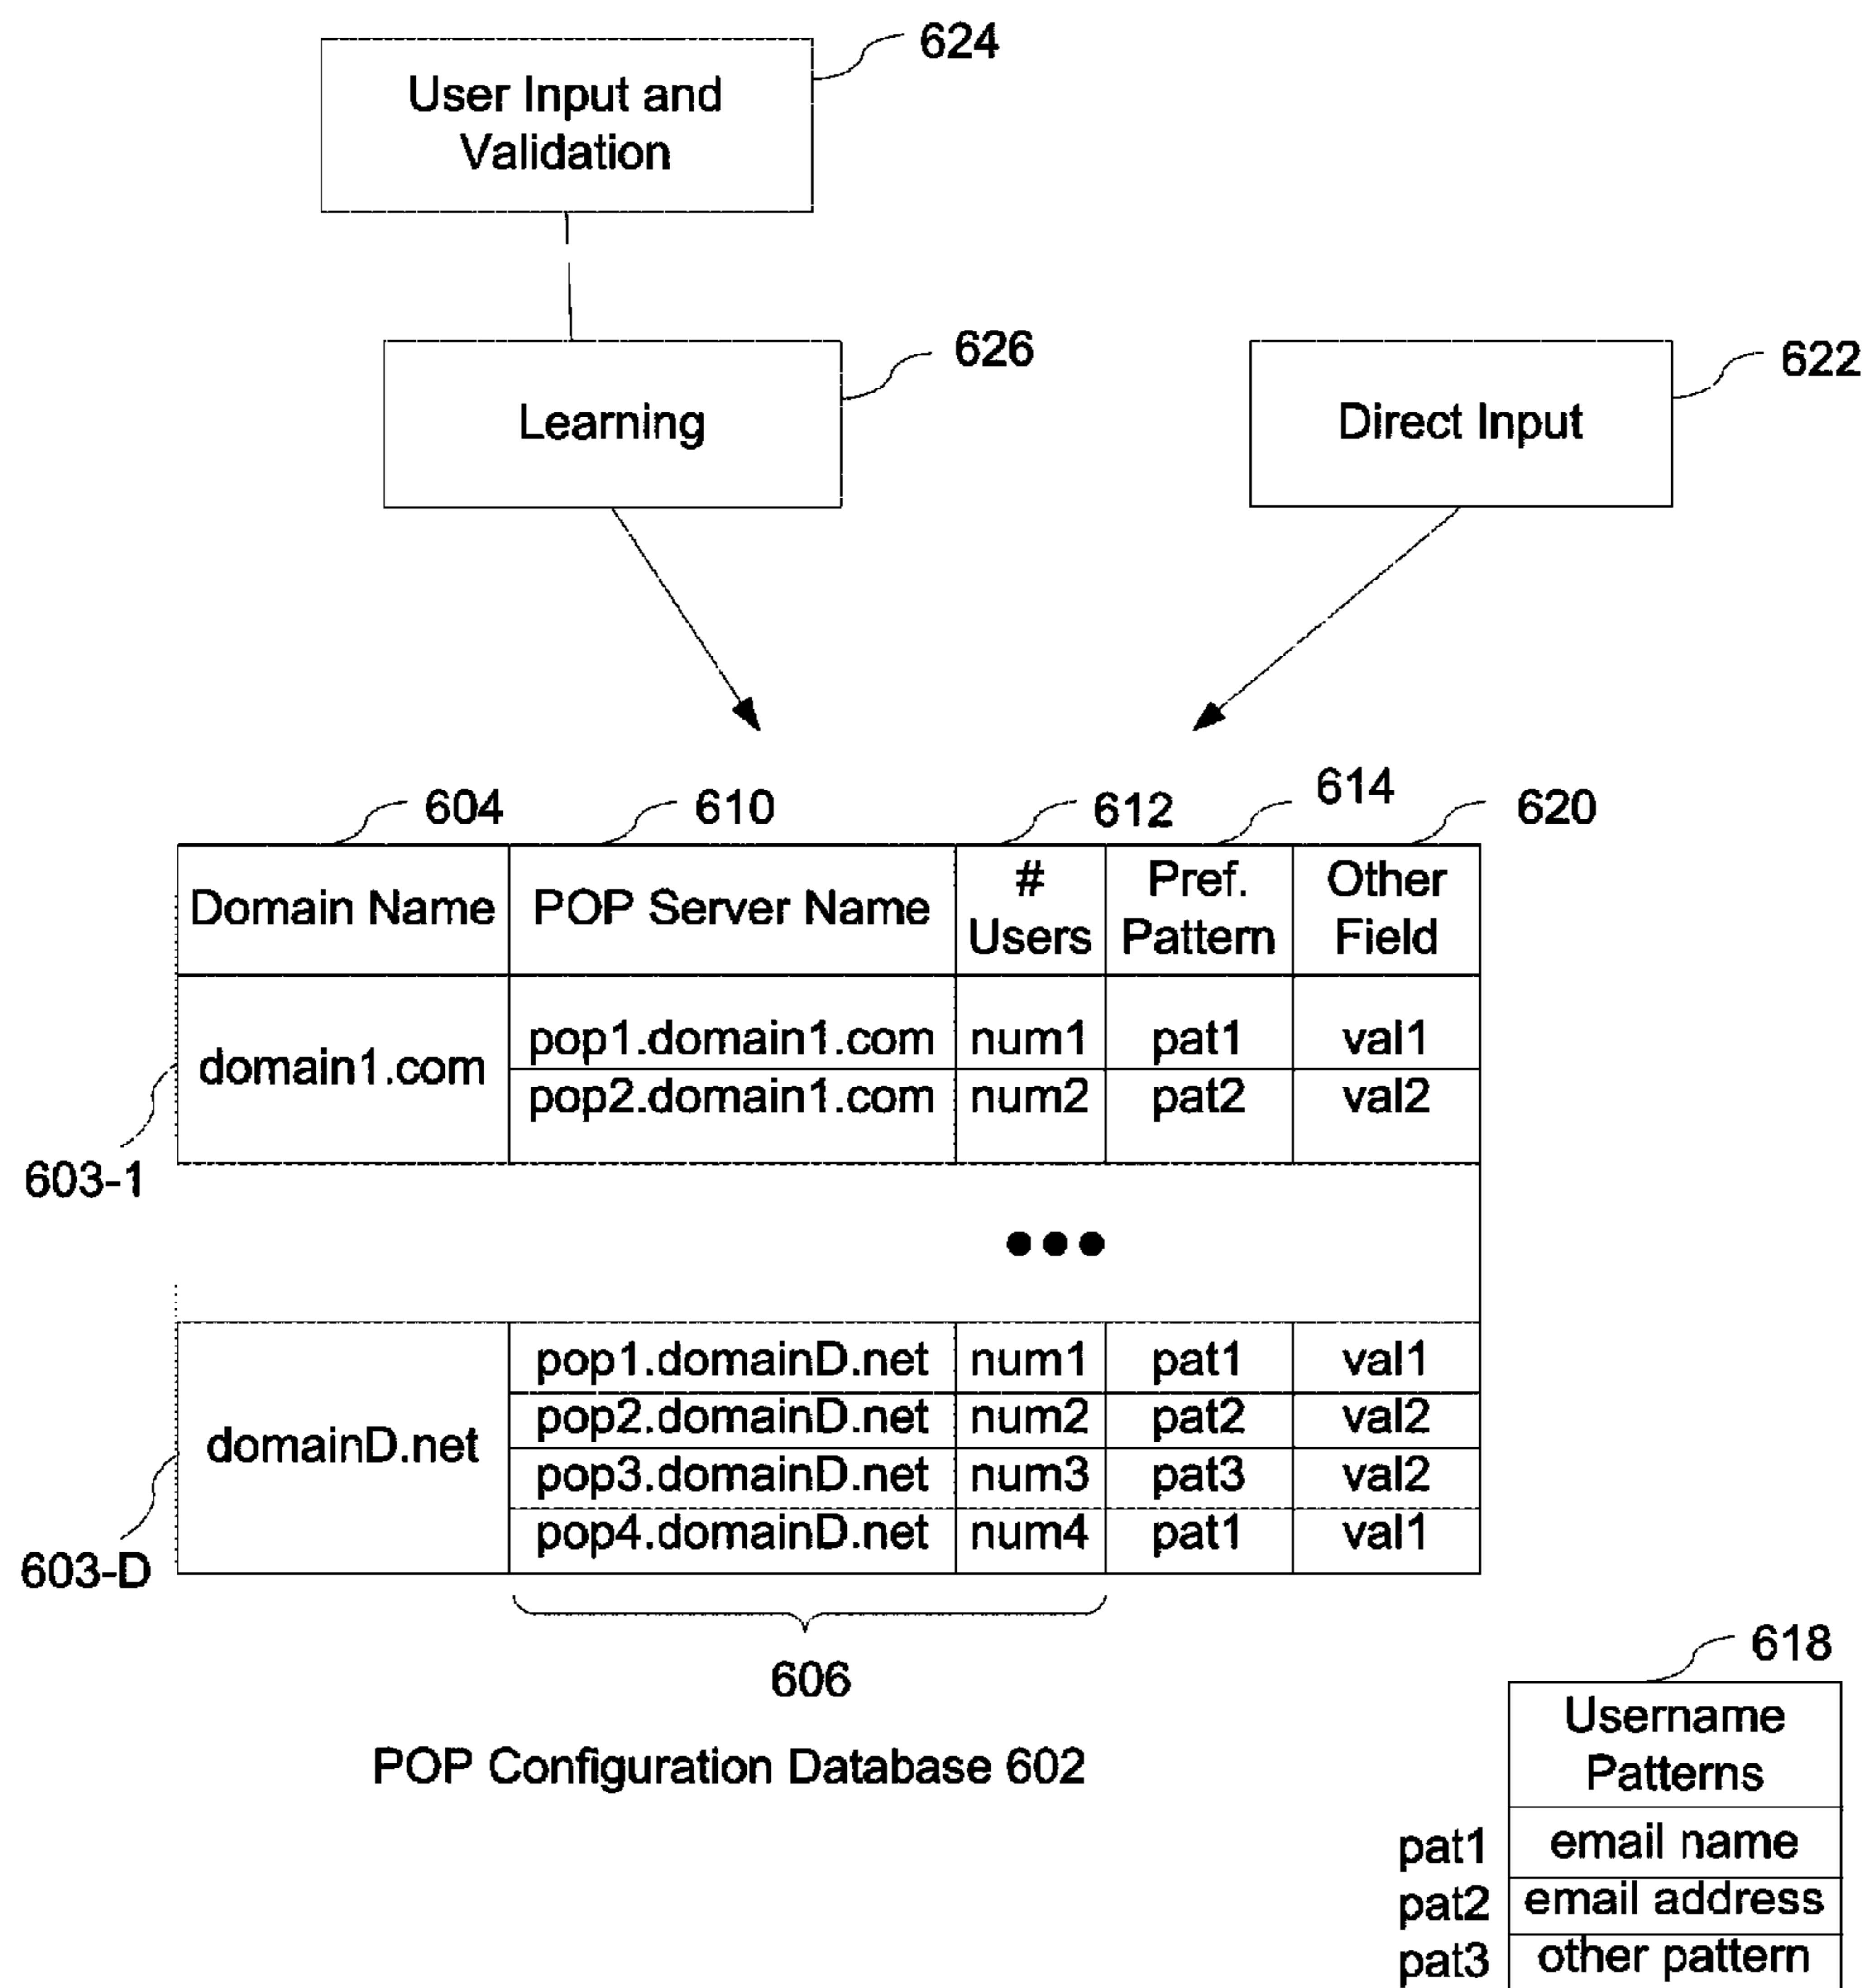 624
User Input and
Validation
626
Learning
622
Direct Input
604
610
612
614
620
Domain Name
POP Server Name
#
Users
Pref.
Pattern
Other
Field
domain1.com
pop1.domain1.com num1 pat1 val1
pop2.domain1.com num2 pat2 val2
603-1
•••
domainD.net
pop1.domainD.net num1 pat1 val1
pop2.domainD.net num2 pat2 val2
pop3.domainD.net num3 pat3 val2
pop4.domainD.net num4 pat1 val1
603-D
606
POP Configuration Database 602
618
Username
Patterns
pat1 email name
pat2 email address
pat3 other pattern